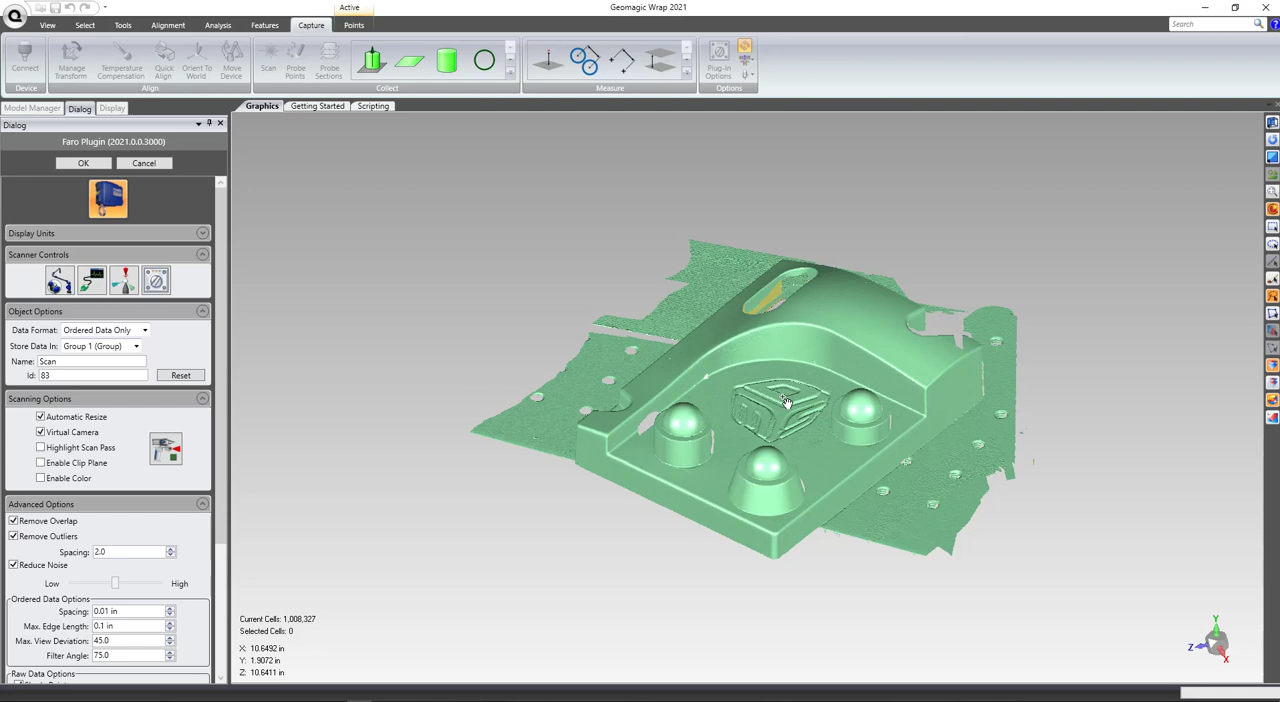 Active
Geomagic Wrap 2021
View
Select
Tools
Alignment
Analysis
Features
Capture
Points
Search
Connect
Manage Transform
Temperature Compensation
Quick Align
Orient To World
Move Device
Scan
Probe Points
Probe Sections
Plug-In Options
Device
Align
Collect
Measure
Options
Model Manager
Dialog
Display
Graphics
Getting Started
Scripting
Dialog
Faro Plugin (2021.0.0.3000)
OK
Cancel
Display Units
Scanner Controls
Object Options
Data Format: Ordered Data Only
Store Data In: Group 1 (Group)
Name: Scan
Id: 83
Reset
Scanning Options
Automatic Resize
Virtual Camera
Highlight Scan Pass
Enable Clip Plane
Enable Color
Advanced Options
Remove Overlap
Remove Outliers
Spacing: 2.0
Reduce Noise
Low High
Ordered Data Options
Spacing: 0.01 in
Max. Edge Length: 0.1 in
Max. View Deviation: 45.0
Filter Angle: 75.0
Raw Data Options
Current Cells: 1,008,327
Selected Cells: 0
X: 10.6492 in
Y: 1.9072 in
Z: 10.6411 in
Y
Z
X